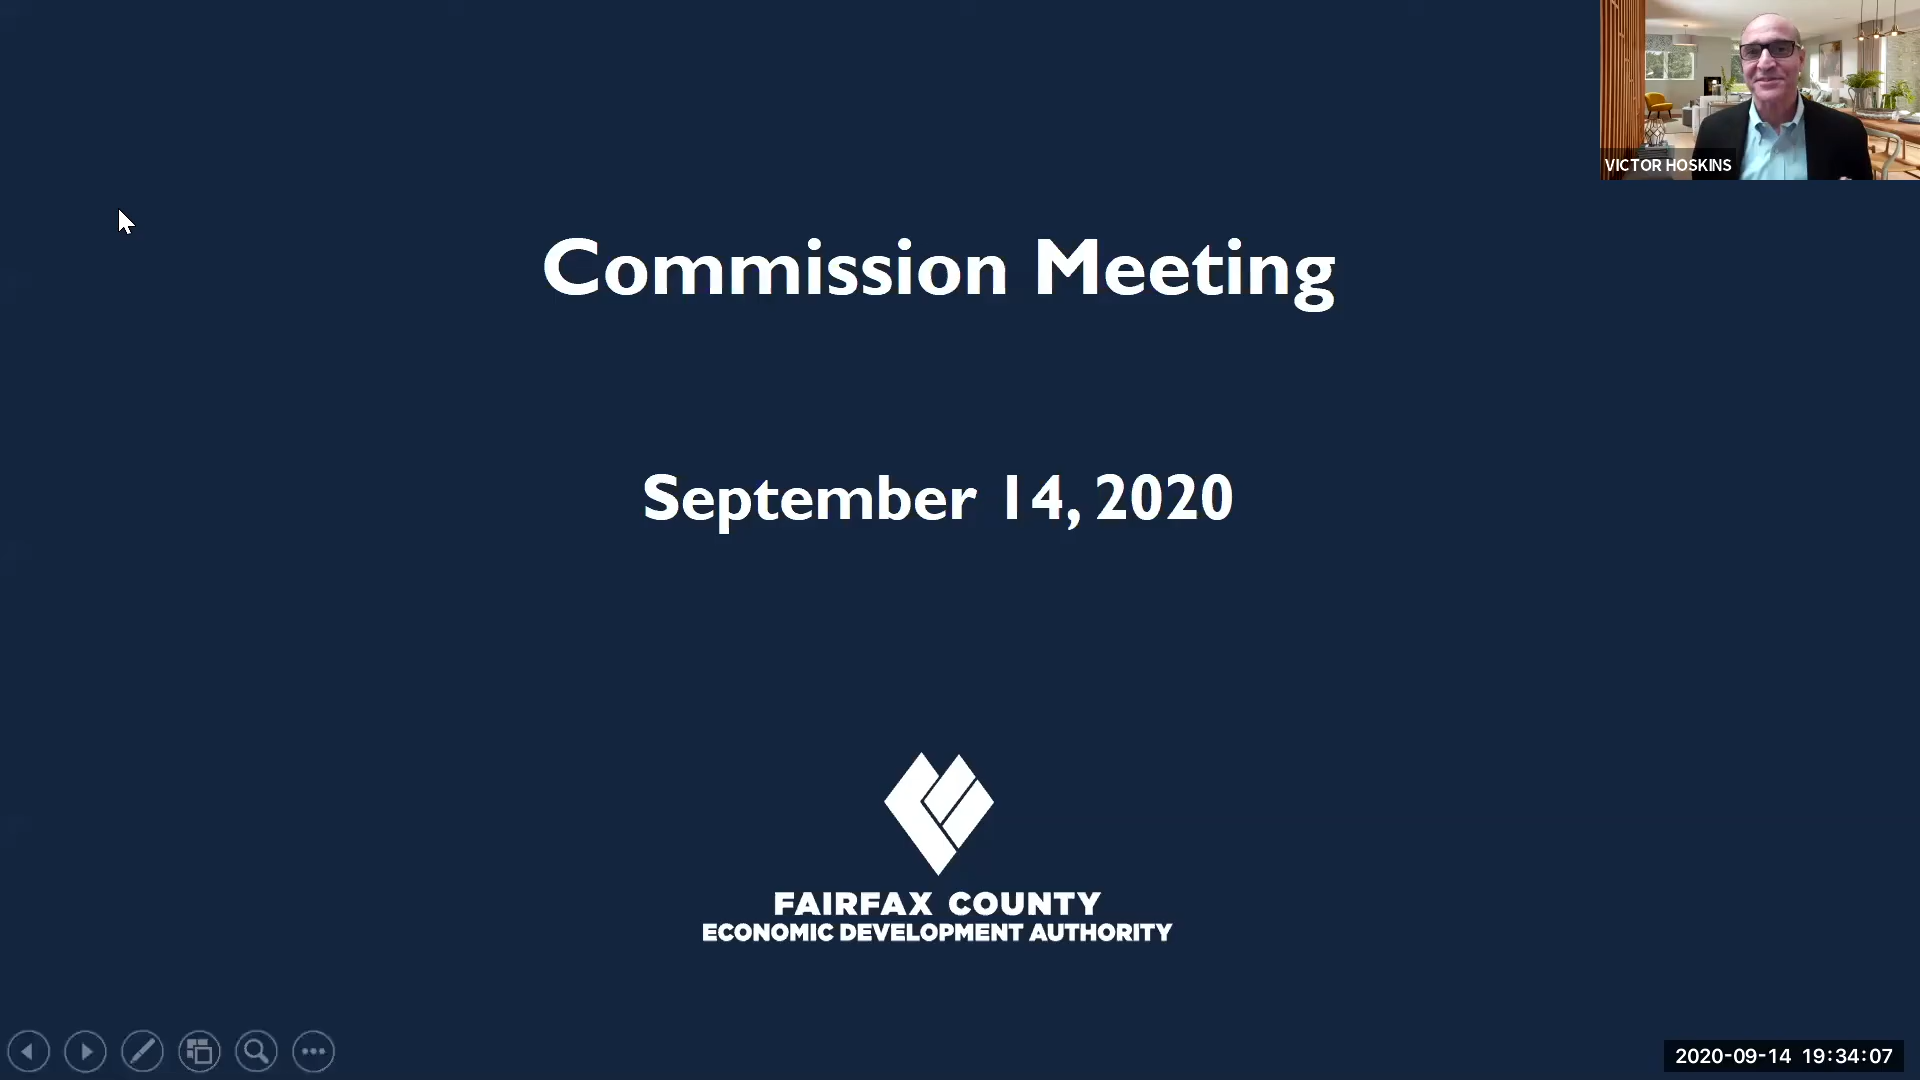 VICTOR HOSKINS
Commission Meeting
September 14, 2020
FAIRFAX COUNTY
ECONOMIC DEVELOPMENT AUTHORITY
2020-09-14 19:34:07